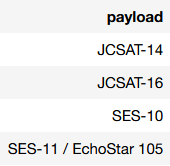 payload
JCSAT-14
JCSAT-16
SES-10
SES-11 / EchoStar 105